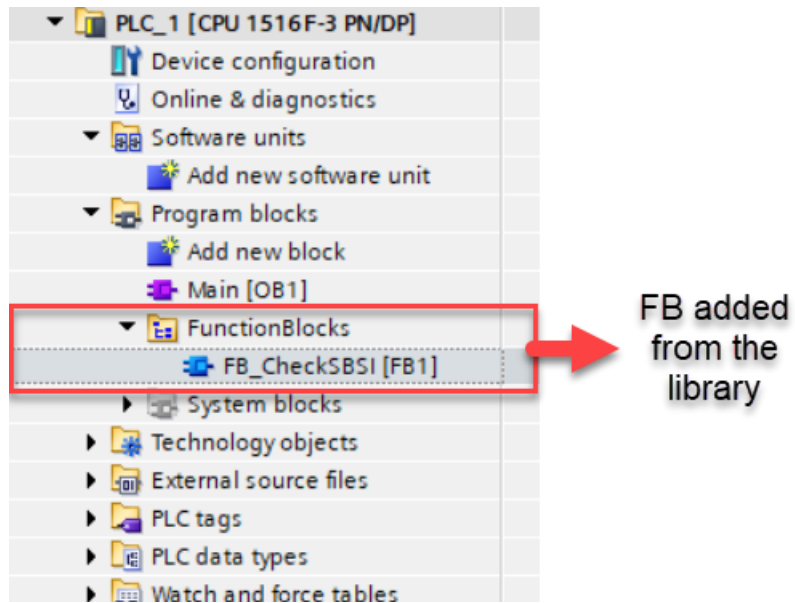 PLC_1 [CPU 1516F-3 PN/DP]
Device configuration
Online & diagnostics
Software units
Add new software unit
Program blocks
Add new block
Main [OB1]
FunctionBlocks
FB_CheckSBSI [FB1]
System blocks
Technology objects
External source files
PLC tags
PLC data types
Watch and force tables
FB added
from the
library